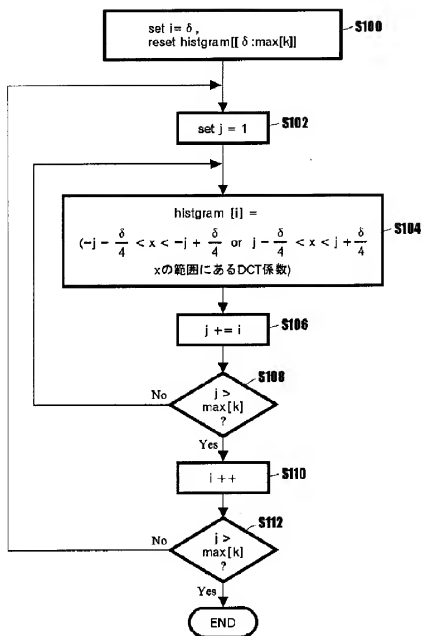 set i= δ ,
reset histgram[[ δ :max[k]]
S100
set j = 1
S102
histgram [i] =
(-j - δ/4 < x < -j + δ/4 or j - δ/4 < x < j + δ/4
xの範囲にあるDCT係数)
S104
j += i
S106
j >
max[k]
?
S108
No
Yes
i ++
S110
j >
max[k]
?
S112
No
Yes
END